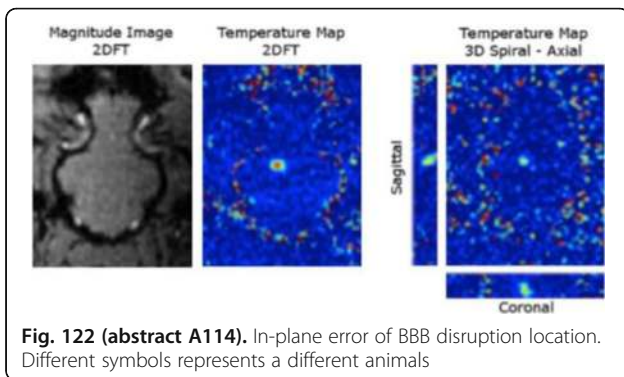 Magnitude Image
2DFT
Temperature Map
2DFT
Temperature Map
3D Spiral - Axial
Sagittal
Coronal
Fig. 122 (abstract A114). In-plane error of BBB disruption location.
Different symbols represents a different animals